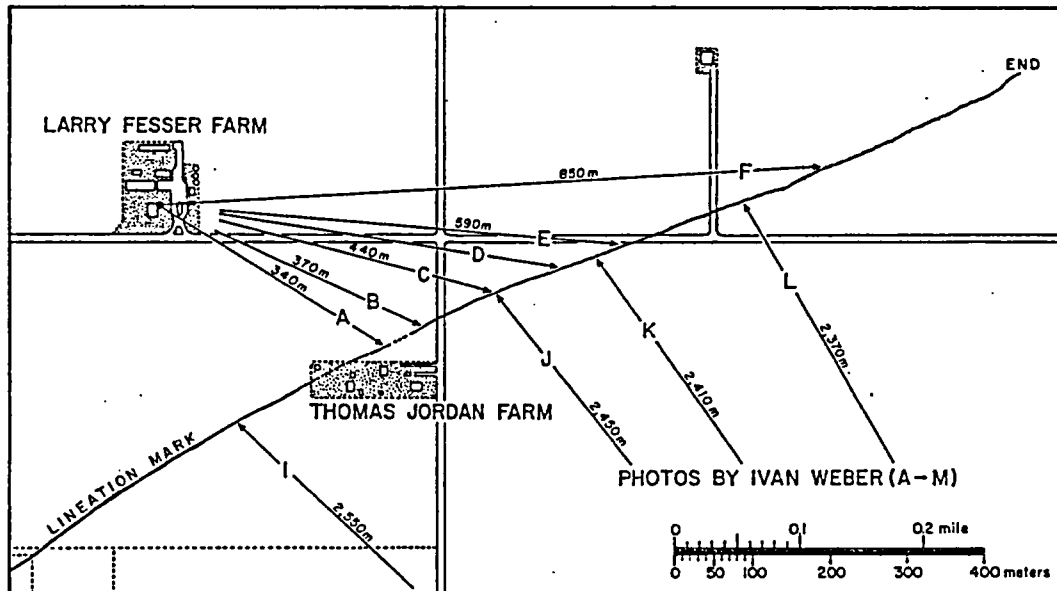 END
LARRY FESSER FARM
850m
F
590m
E
D
440m
C
370m
B
340m
A
L
K
J
2,370m.
2,410m
2,450m
THOMAS JORDAN FARM
LINEATION MARK
I
2,550m
PHOTOS BY IVAN WEBER (A→M)
0 0.1 0.2 mile
0 50 100 200 300 400 meters